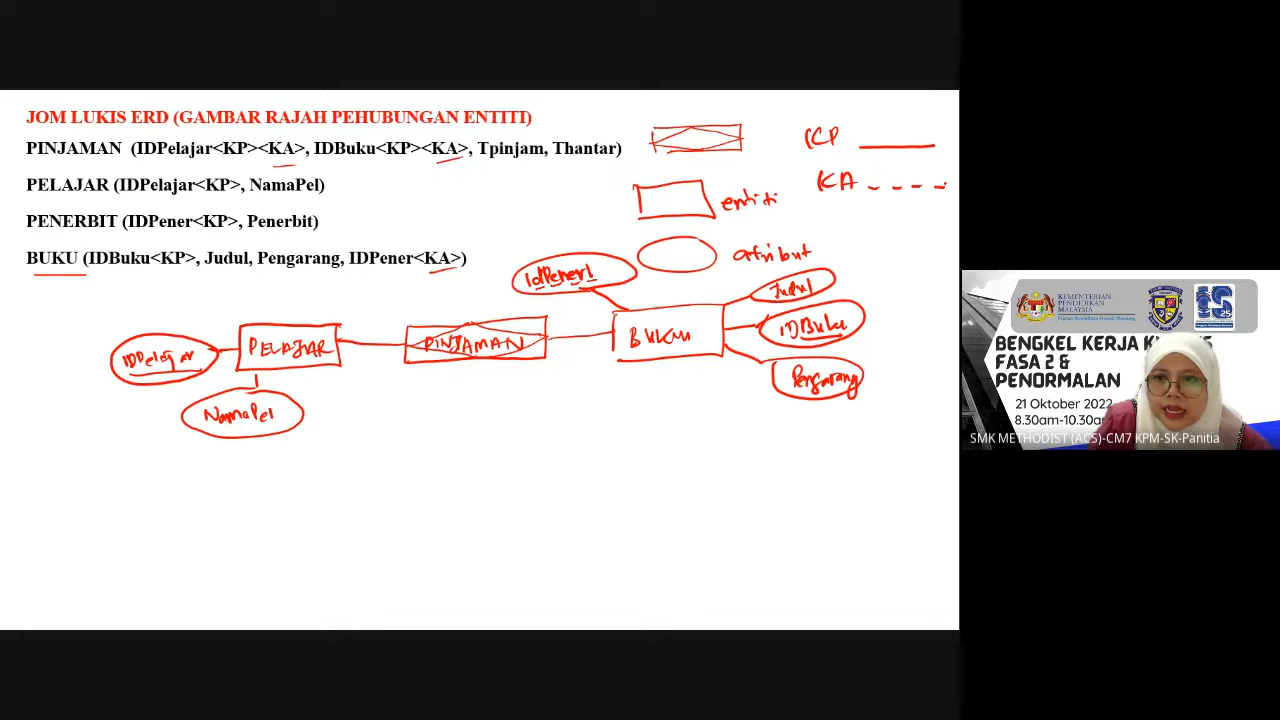 JOM LUKIS ERD (GAMBAR RAJAH PEHUBUNGAN ENTITI)
PINJAMAN (IDPelajar<KP><KA>, IDBuku<KP><KA>, Tpinjam, Thantar)
PELAJAR (IDPelajar<KP>, NamaPel)
PENERBIT (IDPener<KP>, Penerbit)
BUKU (IDBuku<KP>, Judul, Pengarang, IDPener<KA>)
KP
KA
entiti
atribut
IdPener
Judul
IDBuku
Pengarang
BUKU
PINJAMAN
PELAJAR
IDPelajar
NamaPel
KEMENTERIAN
PENDIDIKAN
MALAYSIA
BENGKEL KERJA K
FASA 2 &
PENORMALAN
21 Oktober 2022
8.30am-10.30am
SMK METHODIST (ACS)-CM7 KPM-SK-Panitia